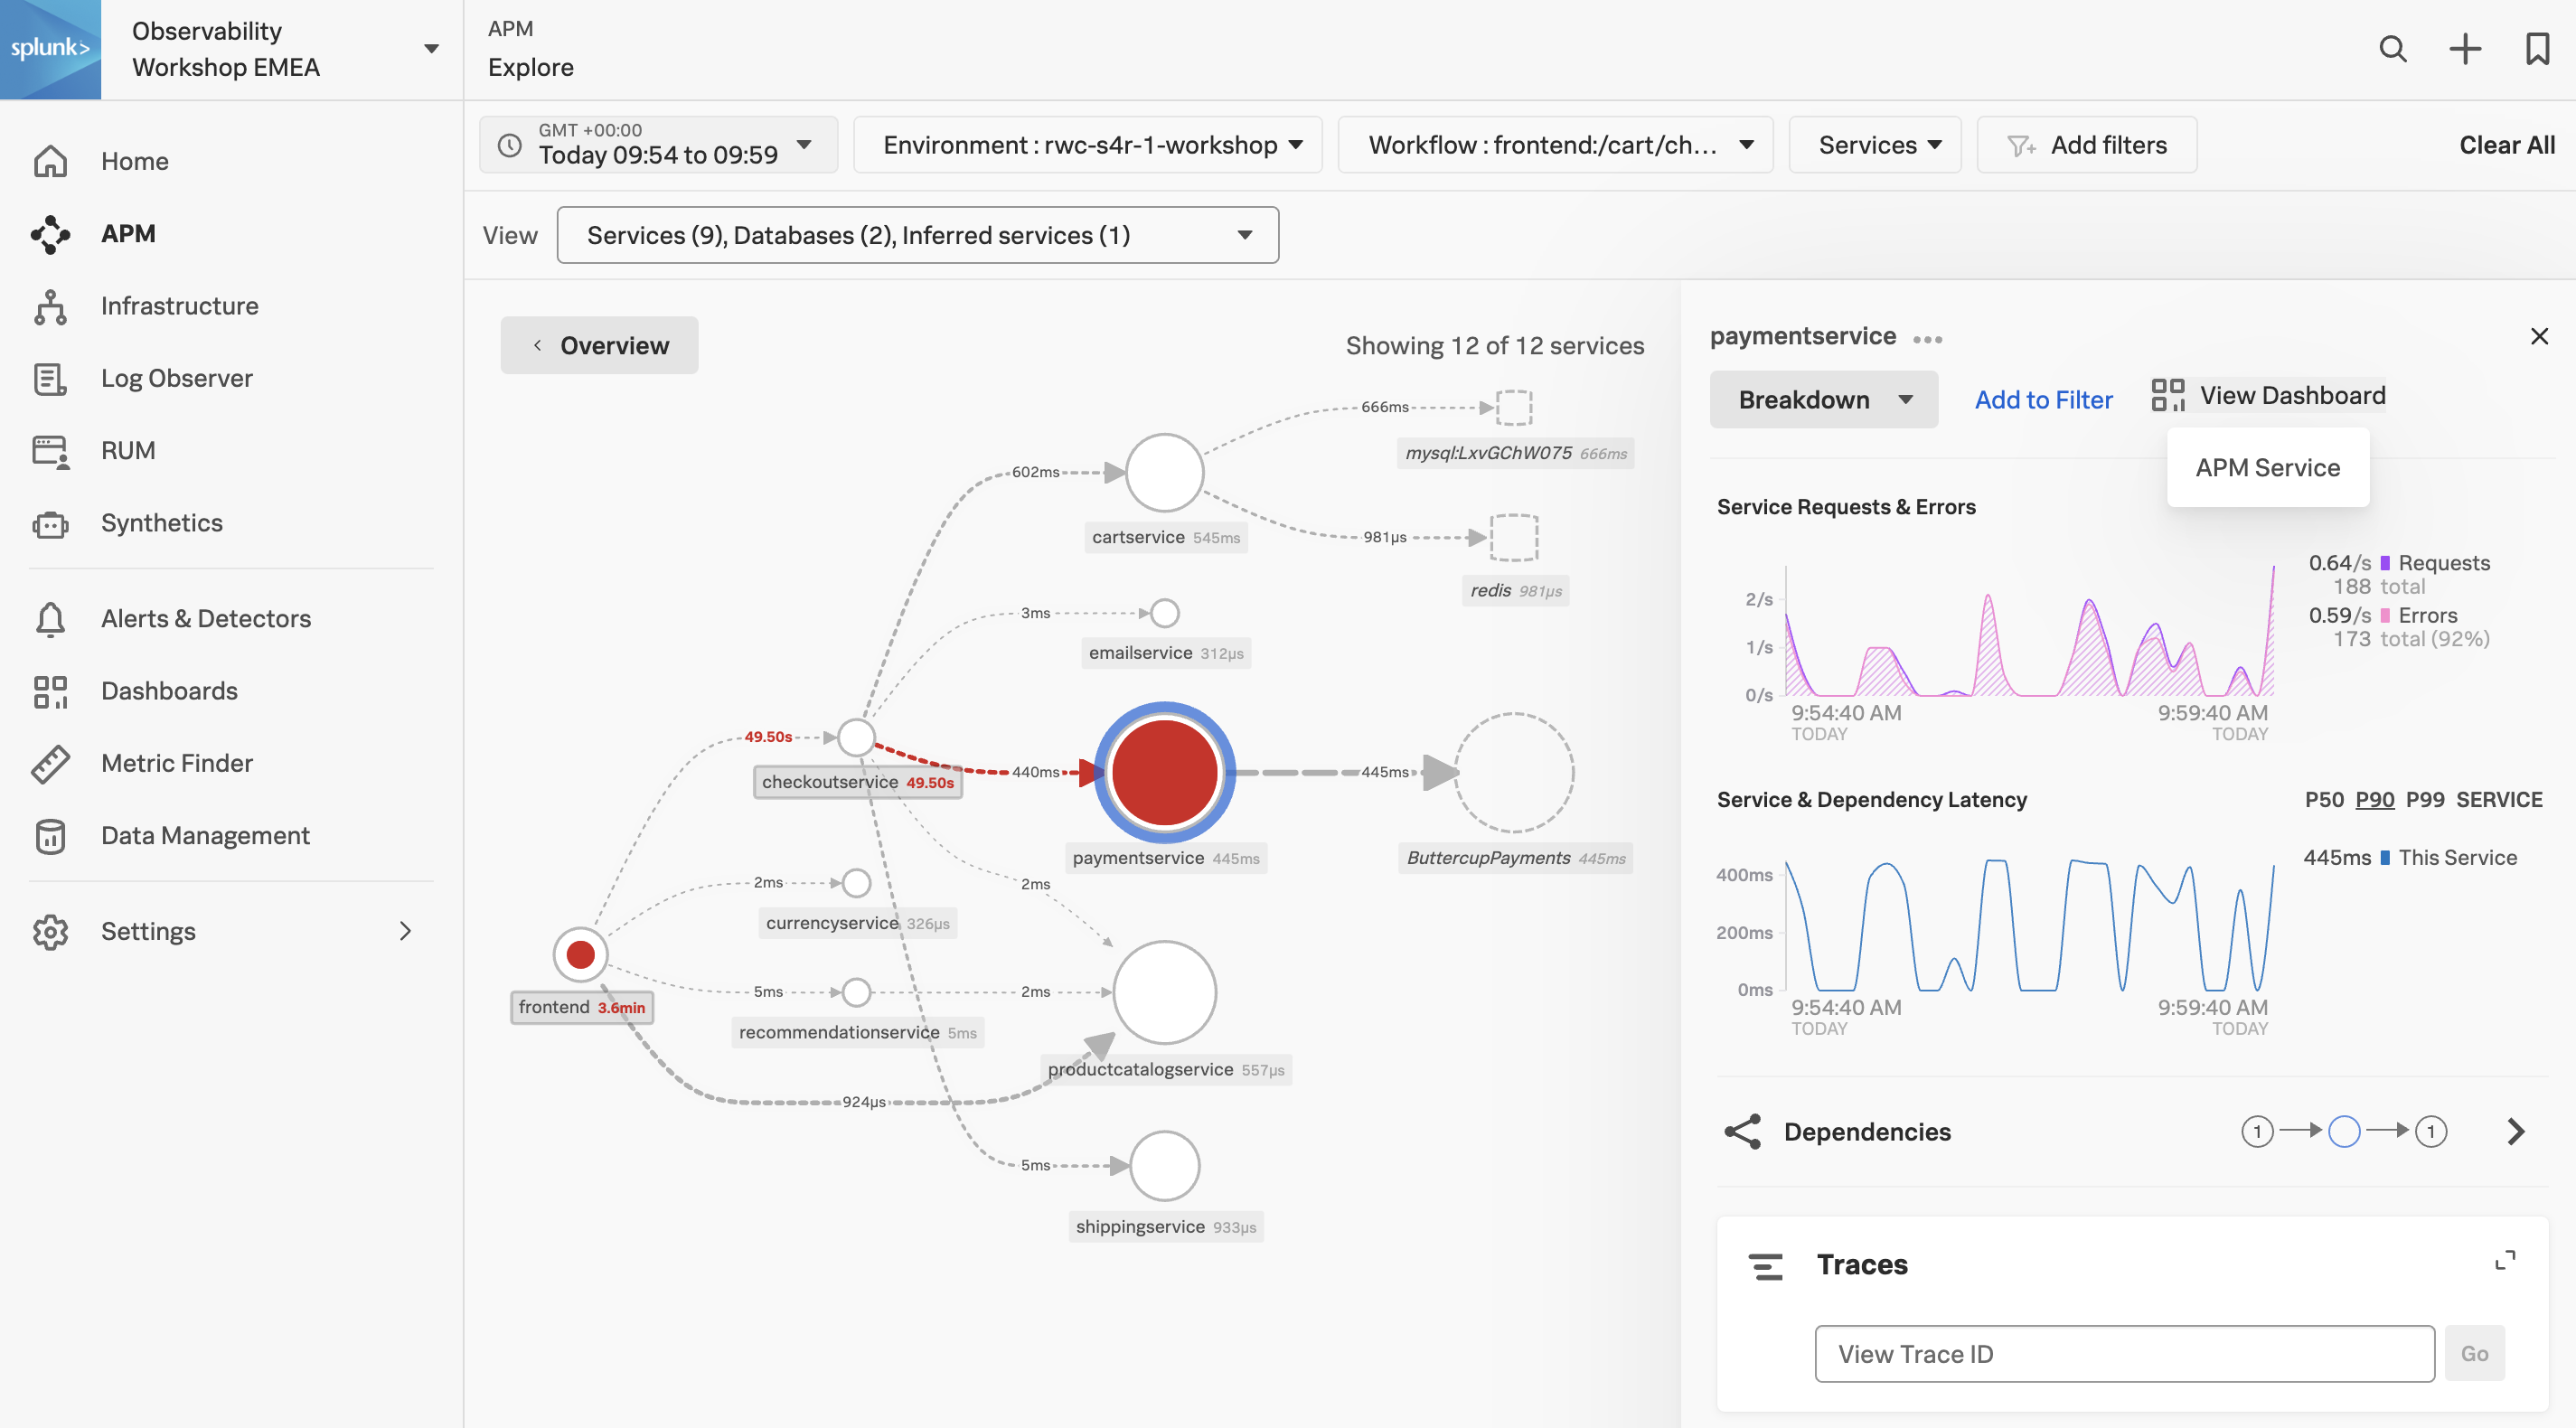 splunk>
Observability
Workshop EMEA
APM
Explore
Home
APM
Infrastructure
Log Observer
RUM
Synthetics
Alerts & Detectors
Dashboards
Metric Finder
Data Management
Settings
GMT +00:00
Today 09:54 to 09:59
Environment : rwc-s4r-1-workshop
Workflow : frontend:/cart/ch...
Services
Add filters
Clear All
View
Services (9), Databases (2), Inferred services (1)
Overview
Showing 12 of 12 services
666ms
mysql:LxvGChW075 666ms
602ms
cartservice 545ms
981µs
redis 981µs
3ms
emailservice 312µs
49.50s
checkoutservice 49.50s
440ms
paymentservice 445ms
445ms
ButtercupPayments 445ms
2ms
currencyservice 326µs
2ms
frontend 3.6min
5ms
recommendationservice 5ms
2ms
productcatalogservice 557µs
924µs
5ms
shippingservice 933µs
paymentservice
Breakdown
Add to Filter
View Dashboard
APM Service
Service Requests & Errors
2/s
1/s
0/s
9:54:40 AM
TODAY
9:59:40 AM
TODAY
0.64/s Requests
188 total
0.59/s Errors
173 total (92%)
Service & Dependency Latency
P50 P90 P99 SERVICE
400ms
200ms
0ms
9:54:40 AM
TODAY
9:59:40 AM
TODAY
445ms This Service
Dependencies
1
1
Traces
View Trace ID
Go